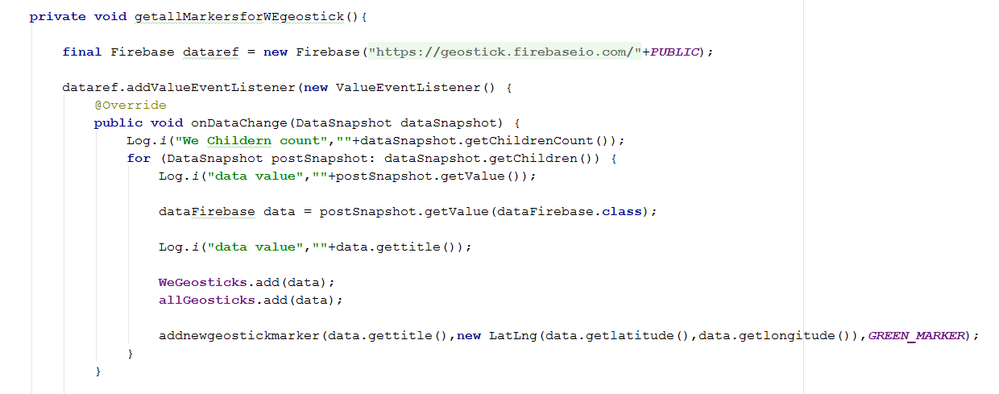 private void getallMarkersforWEgeostick(){
final Firebase dataref = new Firebase("https://geostick.firebaseio.com/"+PUBLIC);
dataref.addValueEventListener(new ValueEventListener() {
@Override
public void onDataChange(DataSnapshot dataSnapshot) {
Log.i("We Childern count",""+dataSnapshot.getChildrenCount());
for (DataSnapshot postSnapshot: dataSnapshot.getChildren()) {
Log.i("data value",""+postSnapshot.getValue());
dataFirebase data = postSnapshot.getValue(dataFirebase.class);
Log.i("data value",""+data.gettitle());
WeGeosticks.add(data);
allGeosticks.add(data);
addnewgeostickmarker(data.gettitle(),new LatLng(data.getlatitude(),data.getlongitude()),GREEN_MARKER);
}
}